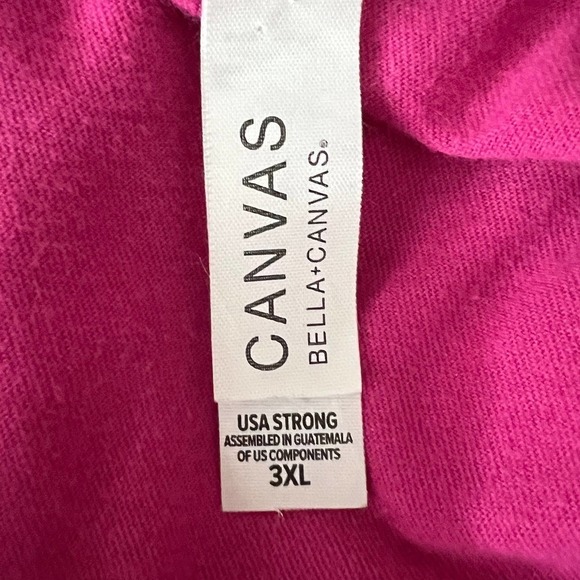 CANVAS
BELLA+CANVAS®
USA STRONG
ASSEMBLED IN GUATEMALA
OF US COMPONENTS
3XL